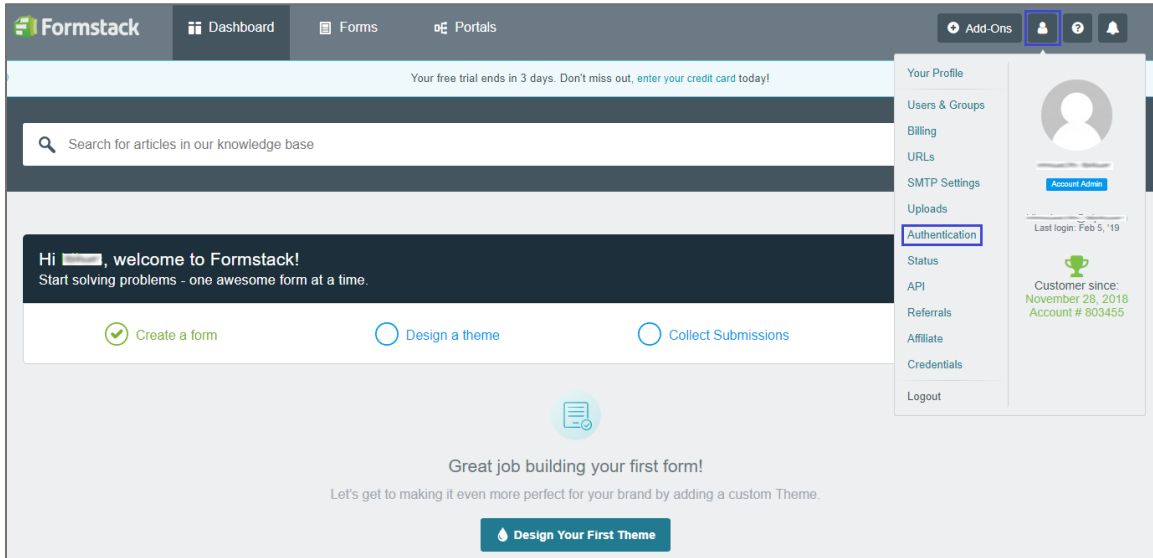 Formstack
Dashboard
Forms
Portals
Add-Ons
Your free trial ends in 3 days. Don't miss out, enter your credit card today!
Search for articles in our knowledge base
Your Profile
Users & Groups
Billing
URLs
SMTP Settings
Uploads
Authentication
Status
API
Referrals
Affiliate
Credentials
Logout
Account Admin
Last login: Feb 5, '19
Customer since:
November 28, 2018
Account # 803455
Hi , welcome to Formstack!
Start solving problems - one awesome form at a time.
Create a form
Design a theme
Collect Submissions
Great job building your first form!
Let's get to making it even more perfect for your brand by adding a custom Theme.
Design Your First Theme